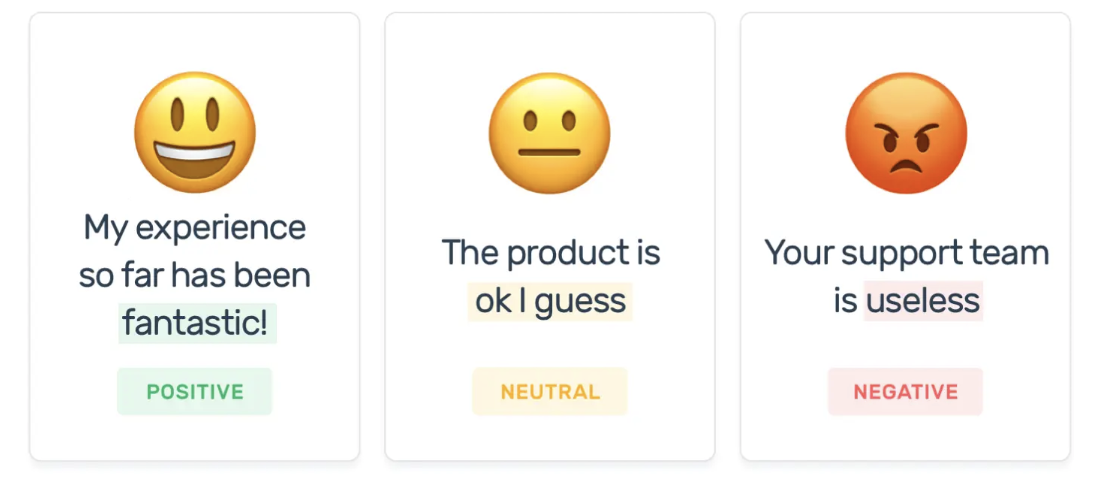 My experience
so far has been
fantastic!
POSITIVE
The product is
ok I guess
NEUTRAL
Your support team
is useless
NEGATIVE